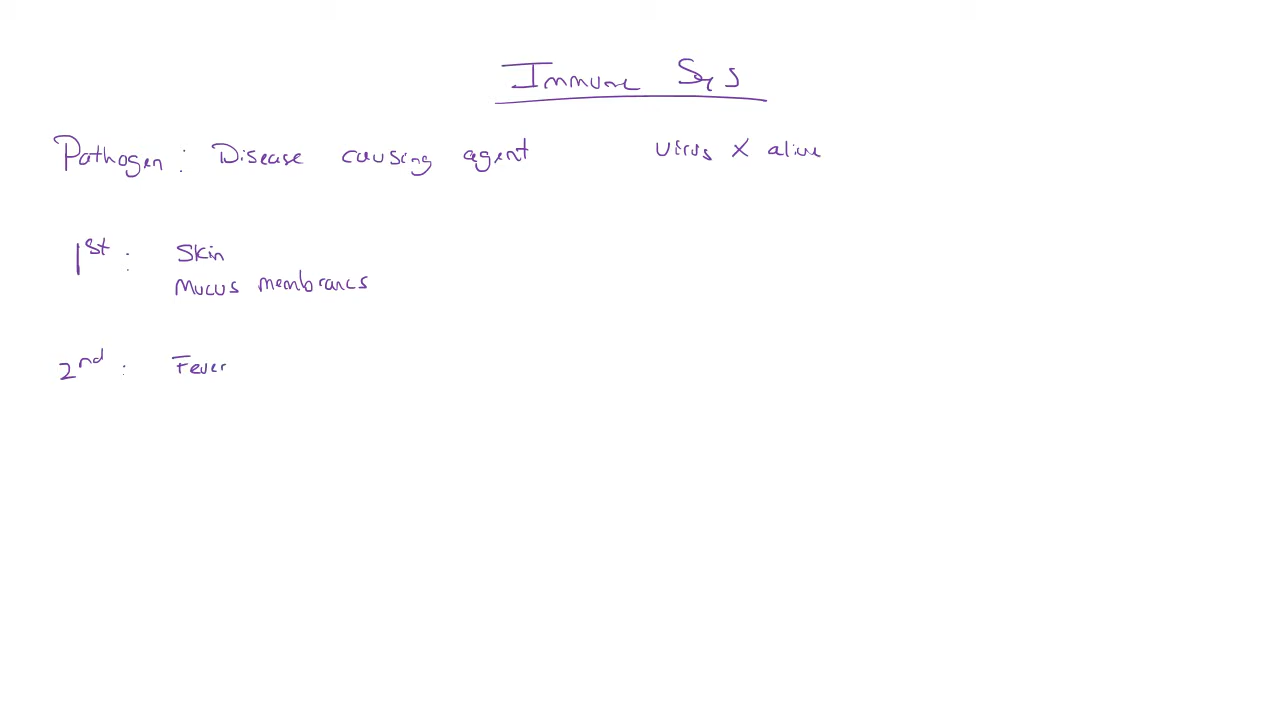 Immune Sys
Pathogen : Disease causing agent virus X alive
1st : Skin
Mucus membranes
2nd : Fever